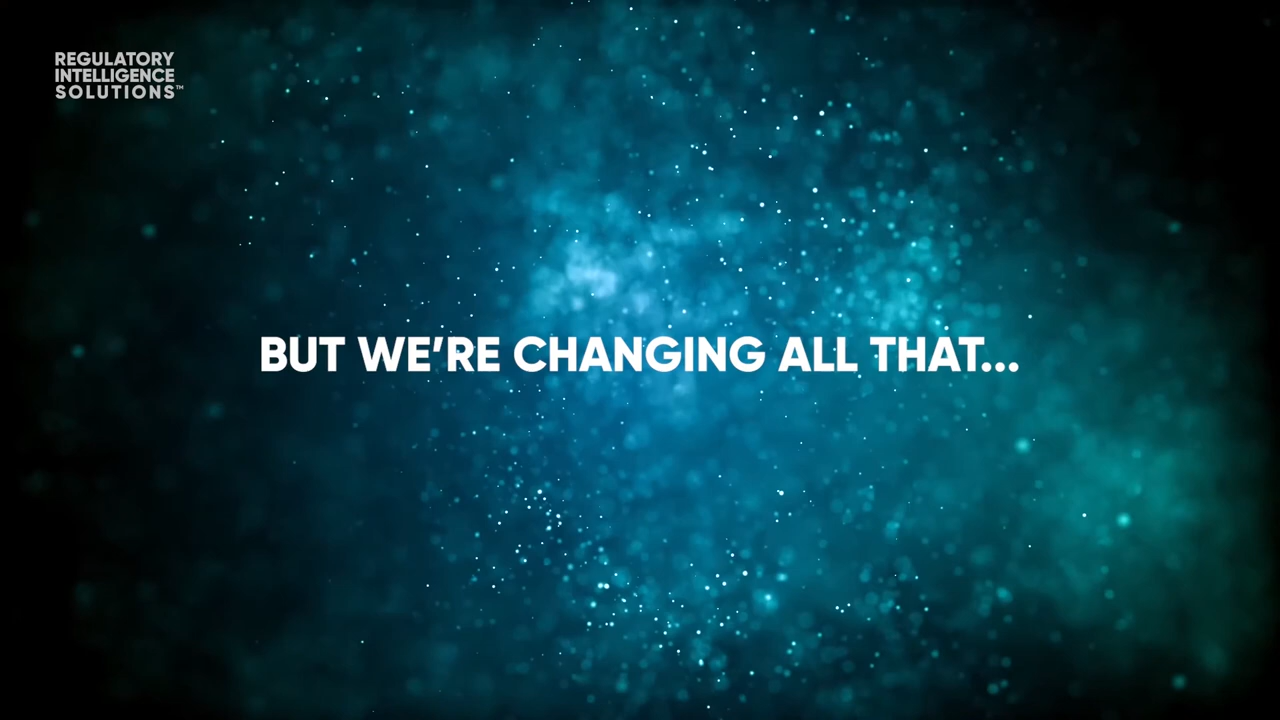 REGULATORY
INTELLIGENCE
SOLUTIONS™
BUT WE’RE CHANGING ALL THAT...